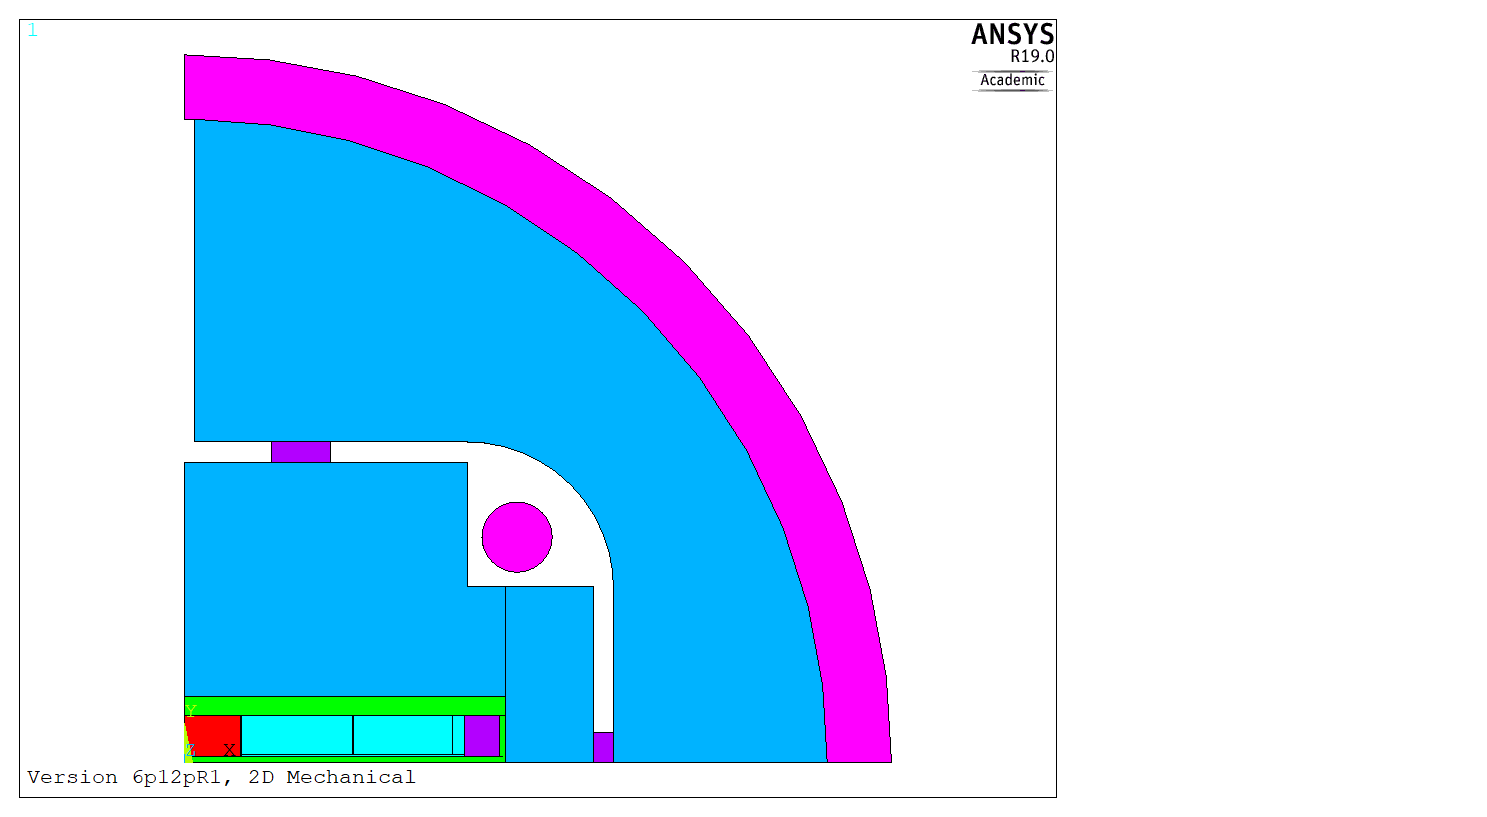 1
ANSYS
R19.0
Academic
Y
Z X
Version 6p12pR1, 2D Mechanical